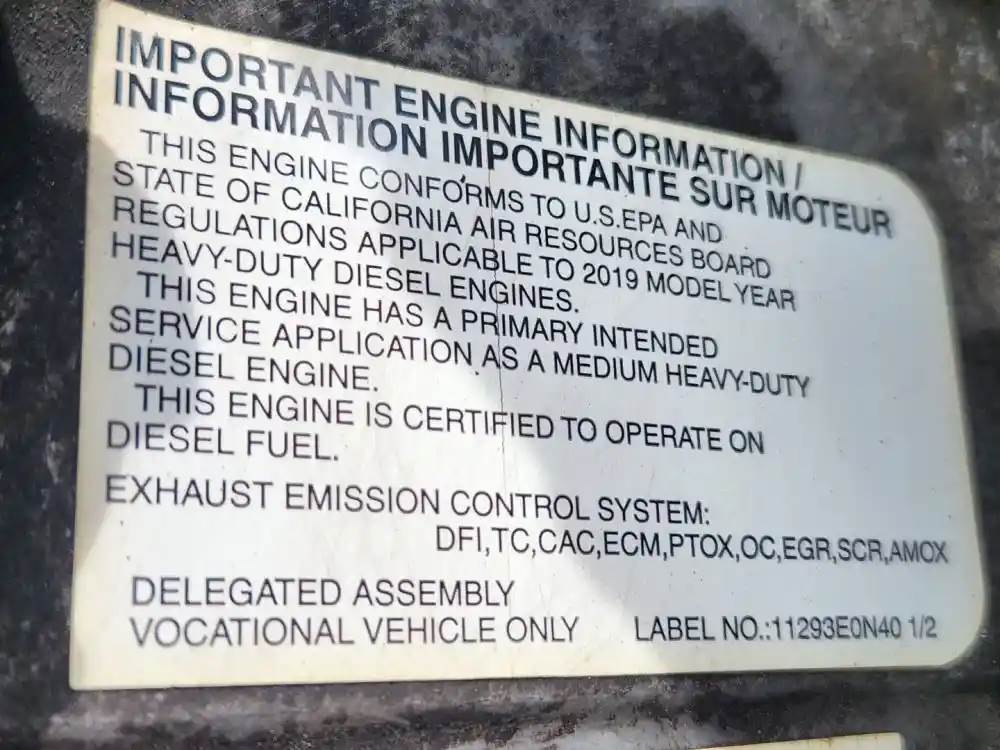 IMPORTANT ENGINE INFORMATION /
INFORMATION IMPORTANTE SUR MOTEUR
THIS ENGINE CONFORMS TO U.S.EPA AND
STATE OF CALIFORNIA AIR RESOURCES BOARD
REGULATIONS APPLICABLE TO 2019 MODEL YEAR
HEAVY-DUTY DIESEL ENGINES.
THIS ENGINE HAS A PRIMARY INTENDED
SERVICE APPLICATION AS A MEDIUM HEAVY-DUTY
DIESEL ENGINE.
THIS ENGINE IS CERTIFIED TO OPERATE ON
DIESEL FUEL.
EXHAUST EMISSION CONTROL SYSTEM:
DFI,TC,CAC,ECM,PTOX,OC,EGR,SCR,AMOX
DELEGATED ASSEMBLY
VOCATIONAL VEHICLE ONLY LABEL NO.:11293E0N40 1/2